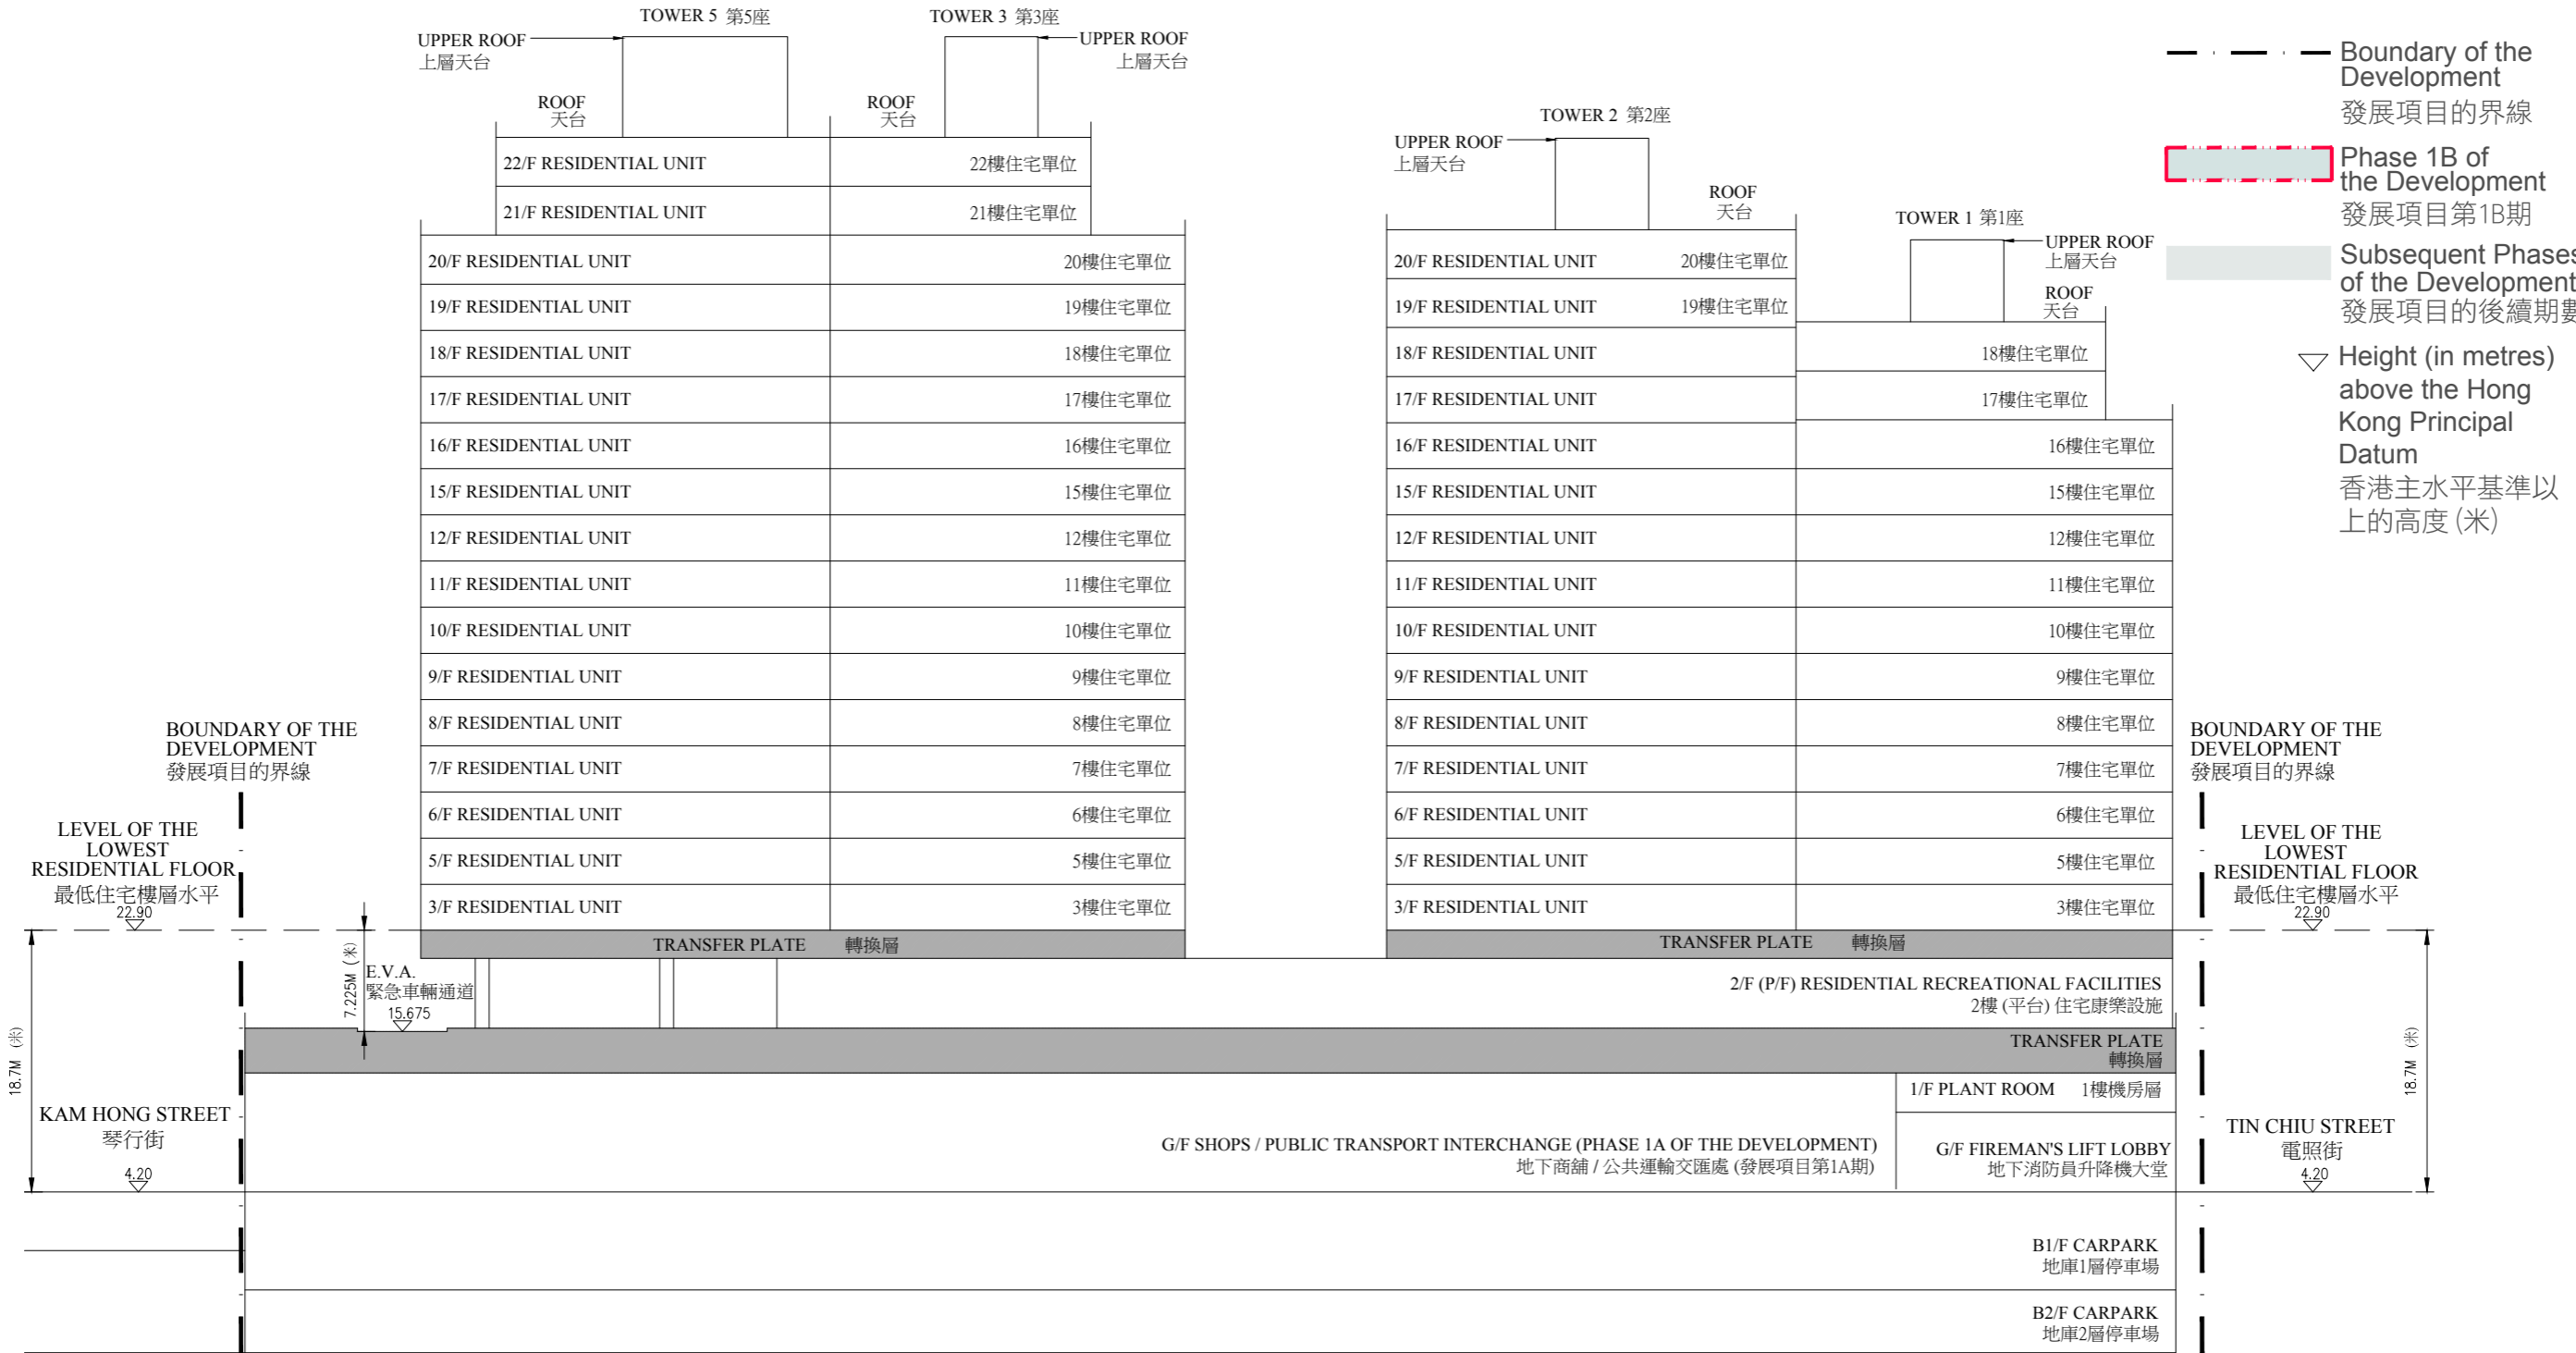 TOWER 5 第5座
TOWER 3 第3座
UPPER ROOF
上層天台
UPPER ROOF
上層天台
ROOF
天台
ROOF
天台
22/F RESIDENTIAL UNIT 22樓住宅單位
21/F RESIDENTIAL UNIT 21樓住宅單位
20/F RESIDENTIAL UNIT 20樓住宅單位
19/F RESIDENTIAL UNIT 19樓住宅單位
18/F RESIDENTIAL UNIT 18樓住宅單位
17/F RESIDENTIAL UNIT 17樓住宅單位
16/F RESIDENTIAL UNIT 16樓住宅單位
15/F RESIDENTIAL UNIT 15樓住宅單位
12/F RESIDENTIAL UNIT 12樓住宅單位
11/F RESIDENTIAL UNIT 11樓住宅單位
10/F RESIDENTIAL UNIT 10樓住宅單位
9/F RESIDENTIAL UNIT 9樓住宅單位
8/F RESIDENTIAL UNIT 8樓住宅單位
7/F RESIDENTIAL UNIT 7樓住宅單位
6/F RESIDENTIAL UNIT 6樓住宅單位
5/F RESIDENTIAL UNIT 5樓住宅單位
3/F RESIDENTIAL UNIT 3樓住宅單位
TRANSFER PLATE 轉換層
TOWER 2 第2座
UPPER ROOF
上層天台
ROOF
天台
TOWER 1 第1座
UPPER ROOF
上層天台
ROOF
天台
20/F RESIDENTIAL UNIT 20樓住宅單位
19/F RESIDENTIAL UNIT 19樓住宅單位
18/F RESIDENTIAL UNIT 18樓住宅單位
17/F RESIDENTIAL UNIT 17樓住宅單位
16/F RESIDENTIAL UNIT 16樓住宅單位
15/F RESIDENTIAL UNIT 15樓住宅單位
12/F RESIDENTIAL UNIT 12樓住宅單位
11/F RESIDENTIAL UNIT 11樓住宅單位
10/F RESIDENTIAL UNIT 10樓住宅單位
9/F RESIDENTIAL UNIT 9樓住宅單位
8/F RESIDENTIAL UNIT 8樓住宅單位
7/F RESIDENTIAL UNIT 7樓住宅單位
6/F RESIDENTIAL UNIT 6樓住宅單位
5/F RESIDENTIAL UNIT 5樓住宅單位
3/F RESIDENTIAL UNIT 3樓住宅單位
TRANSFER PLATE 轉換層
Boundary of the
Development
發展項目的界線
Phase 1B of
the Development
發展項目第1B期
Subsequent Phases
of the Development
發展項目的後續期數
Height (in metres)
above the Hong
Kong Principal
Datum
香港主水平基準以
上的高度 (米)
BOUNDARY OF THE
DEVELOPMENT
發展項目的界線
LEVEL OF THE
LOWEST
RESIDENTIAL FLOOR
最低住宅樓層水平
22.90
18.7M (米)
7.225M (米)
E.V.A.
緊急車輛通道
15.675
KAM HONG STREET
琴行街
4.20
2/F (P/F) RESIDENTIAL RECREATIONAL FACILITIES
2樓 (平台) 住宅康樂設施
TRANSFER PLATE
轉換層
1/F PLANT ROOM 1樓機房層
G/F SHOPS / PUBLIC TRANSPORT INTERCHANGE (PHASE 1A OF THE DEVELOPMENT)
地下商舖 / 公共運輸交匯處 (發展項目第1A期)
G/F FIREMAN'S LIFT LOBBY
地下消防員升降機大堂
B1/F CARPARK
地庫1層停車場
B2/F CARPARK
地庫2層停車場
BOUNDARY OF THE
DEVELOPMENT
發展項目的界線
LEVEL OF THE
LOWEST
RESIDENTIAL FLOOR
最低住宅樓層水平
22.90
18.7M (米)
TIN CHIU STREET
電照街
4.20